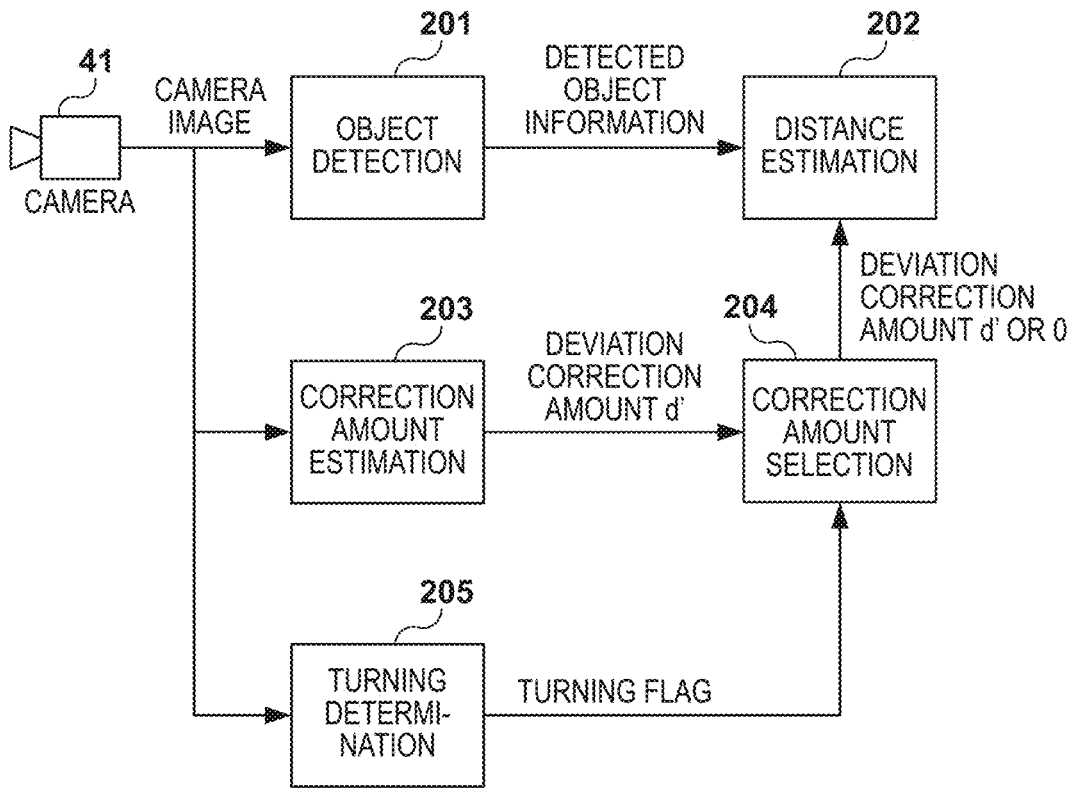 41
CAMERA
IMAGE
CAMERA
201
OBJECT
DETECTION
DETECTED
OBJECT
INFORMATION
202
DISTANCE
ESTIMATION
203
CORRECTION
AMOUNT
ESTIMATION
DEVIATION
CORRECTION
AMOUNT d'
204
CORRECTION
AMOUNT
SELECTION
DEVIATION
CORRECTION
AMOUNT d' OR 0
205
TURNING
DETERMI-
NATION
TURNING FLAG